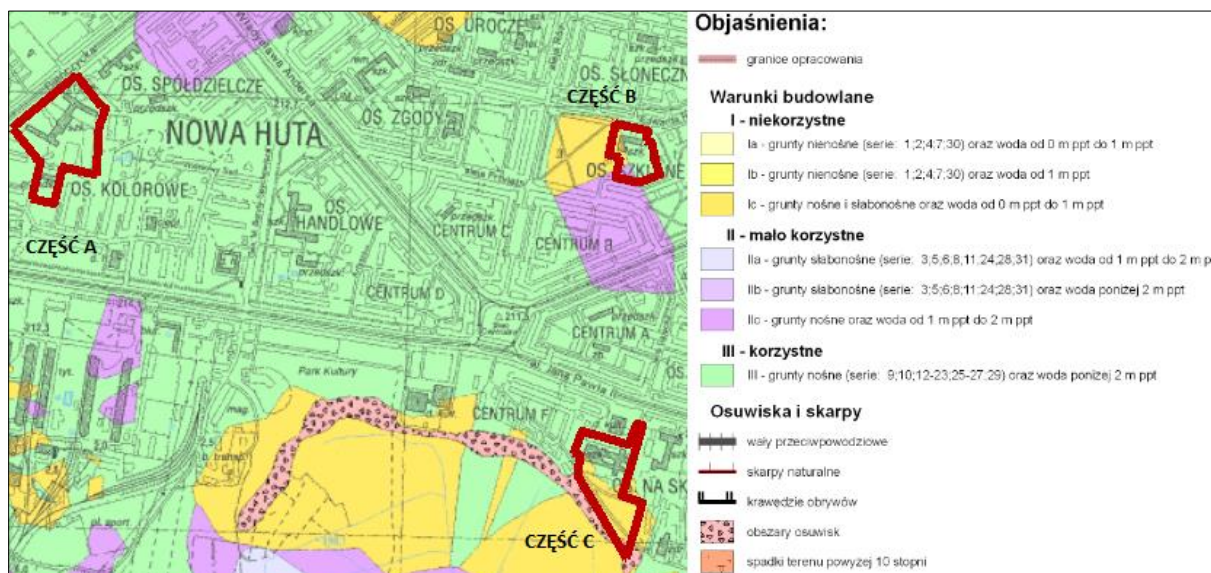 OS. UROCZE
OS. SPÓŁDZIELCZE
OS. SŁONECZN
CZĘŚĆ B
OS. ZGODY
NOWA HUTA
OS. KOLOROWE
OS.
HANDLOWE
CENTRUM C
CENTRUM B
CZĘŚĆ A
CENTRUM D
CENTRUM A
Park Kultury
CENTRUM F
CZĘŚĆ C
Objaśnienia:
granice opracowania
Warunki budowlane
I - niekorzystne
Ia - grunty nienośne (serie: 1;2;4;7;30) oraz woda od 0 m ppt do 1 m ppt
Ib - grunty nienośne (serie: 1;2;4;7;30) oraz woda od 1 m ppt
Ic - grunty nośne i słabonośne oraz woda od 0 m ppt do 1 m ppt
II - mało korzystne
IIa - grunty słabonośne (serie: 3;5;6;8;11;24;28;31) oraz woda od 1 m ppt do 2 m p
IIb - grunty słabonośne (serie: 3;5;6;8;11;24;28;31) oraz woda poniżej 2 m ppt
IIc - grunty nośne oraz woda od 1 m ppt do 2 m ppt
III - korzystne
III - grunty nośne (serie: 9;10;12-23;25-27;29) oraz woda poniżej 2 m ppt
Osuwiska i skarpy
wały przeciwpowodziowe
skarpy naturalne
krawędzie obrywów
obszary osuwisk
spadki terenu powyżej 10 stopni